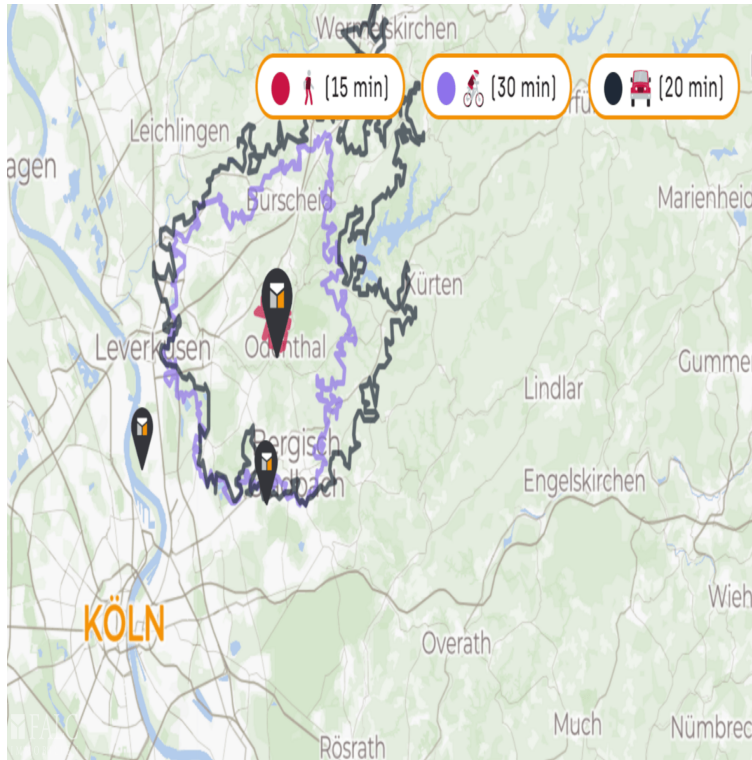 Wermelskirchen
(15 min)
(30 min)
(20 min)
Leichlingen
agen
Burscheid
Marienheid
Kürten
Leverkusen
Odenthal
Gumme
Lindlar
Bergisch
Engelskirchen
Wieh
KÖLN
Overath
Much
Nümbrec
Rösrath